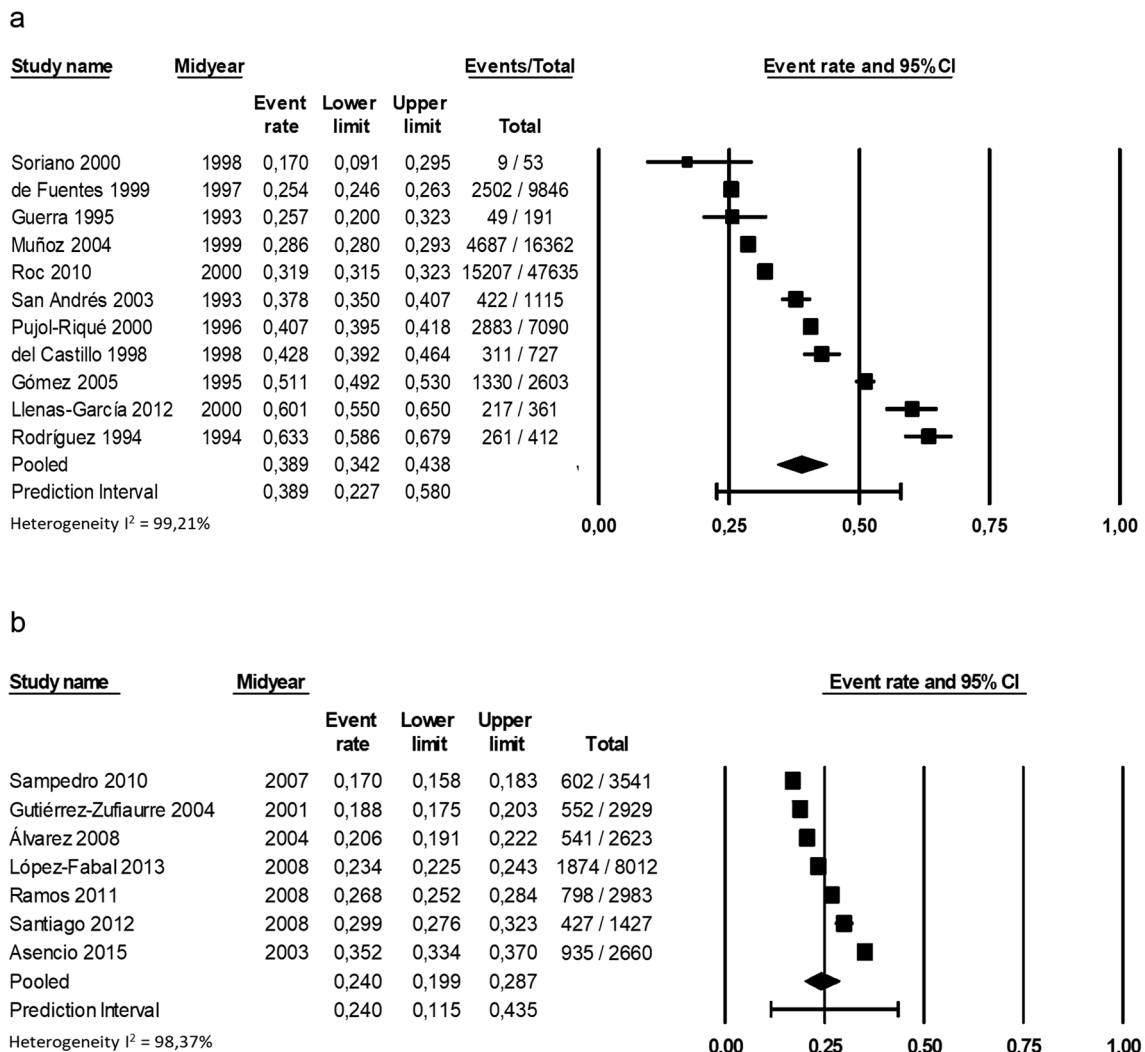 a
Study name Midyear Events/Total Event rate and 95%CI
Event rate Lower limit Upper limit Total
Soriano 2000 1998 0,170 0,091 0,295 9 / 53
de Fuentes 1999 1997 0,254 0,246 0,263 2502 / 9846
Guerra 1995 1993 0,257 0,200 0,323 49 / 191
Muñoz 2004 1999 0,286 0,280 0,293 4687 / 16362
Roc 2010 2000 0,319 0,315 0,323 15207 / 47635
San Andrés 2003 1993 0,378 0,350 0,407 422 / 1115
Pujol-Riqué 2000 1996 0,407 0,395 0,418 2883 / 7090
del Castillo 1998 1998 0,428 0,392 0,464 311 / 727
Gómez 2005 1995 0,511 0,492 0,530 1330 / 2603
Llenas-García 2012 2000 0,601 0,550 0,650 217 / 361
Rodríguez 1994 1994 0,633 0,586 0,679 261 / 412
Pooled 0,389 0,342 0,438
Prediction Interval 0,389 0,227 0,580
Heterogeneity I² = 99,21%
0,00 0,25 0,50 0,75 1,00
b
Study name Midyear Event rate and 95% CI
Event rate Lower limit Upper limit Total
Sampedro 2010 2007 0,170 0,158 0,183 602 / 3541
Gutiérrez-Zufiaurre 2004 2001 0,188 0,175 0,203 552 / 2929
Álvarez 2008 2004 0,206 0,191 0,222 541 / 2623
López-Fabal 2013 2008 0,234 0,225 0,243 1874 / 8012
Ramos 2011 2008 0,268 0,252 0,284 798 / 2983
Santiago 2012 2008 0,299 0,276 0,323 427 / 1427
Asencio 2015 2003 0,352 0,334 0,370 935 / 2660
Pooled 0,240 0,199 0,287
Prediction Interval 0,240 0,115 0,435
Heterogeneity I² = 98,37%
0,00 0,25 0,50 0,75 1,00